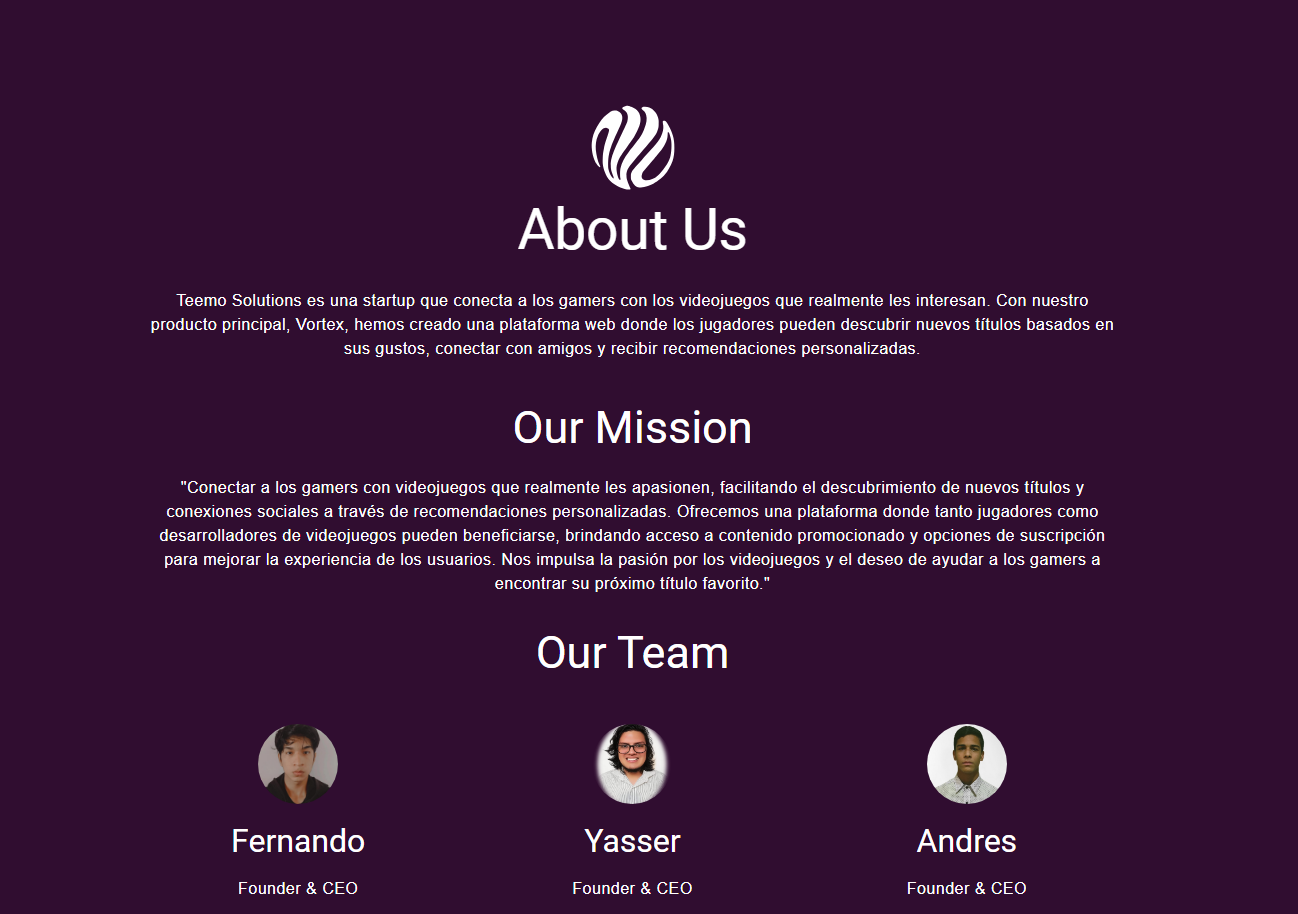 About Us
Teemo Solutions es una startup que conecta a los gamers con los videojuegos que realmente les interesan. Con nuestro
producto principal, Vortex, hemos creado una plataforma web donde los jugadores pueden descubrir nuevos títulos basados en
sus gustos, conectar con amigos y recibir recomendaciones personalizadas.
Our Mission
"Conectar a los gamers con videojuegos que realmente les apasionen, facilitando el descubrimiento de nuevos títulos y
conexiones sociales a través de recomendaciones personalizadas. Ofrecemos una plataforma donde tanto jugadores como
desarrolladores de videojuegos pueden beneficiarse, brindando acceso a contenido promocionado y opciones de suscripción
para mejorar la experiencia de los usuarios. Nos impulsa la pasión por los videojuegos y el deseo de ayudar a los gamers a
encontrar su próximo título favorito."
Our Team
Fernando
Yasser
Andres
Founder & CEO
Founder & CEO
Founder & CEO